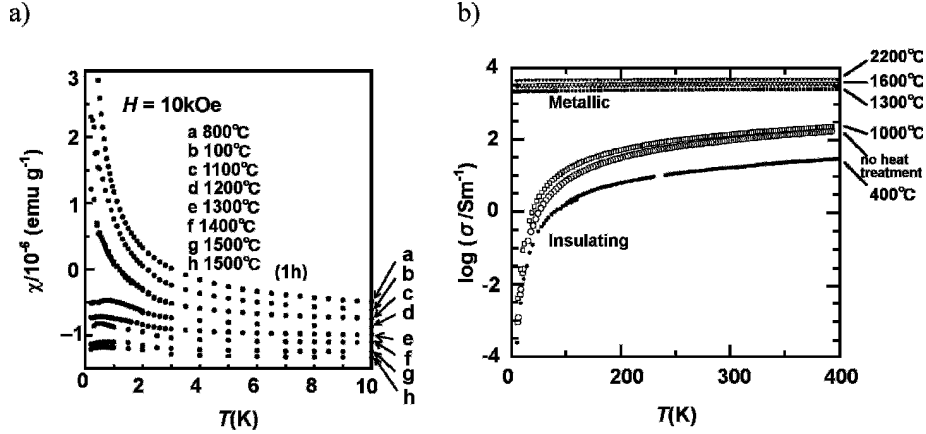 a)
b)
3
2
1
0
–1
χ/10⁻⁶ (emu g⁻¹)
H = 10kOe
a 800°C
b 100°C
c 1100°C
d 1200°C
e 1300°C
f 1400°C
g 1500°C
h 1500°C
(1h)
a
b
c
d
e
f
g
h
0 2 4 6 8 10
T(K)
4
2
0
-2
-4
log (σ/Sm⁻¹)
Metallic
Insulating
2200°C
1600°C
1300°C
1000°C
no heat
treatment
400°C
0 200 300 400
T(K)